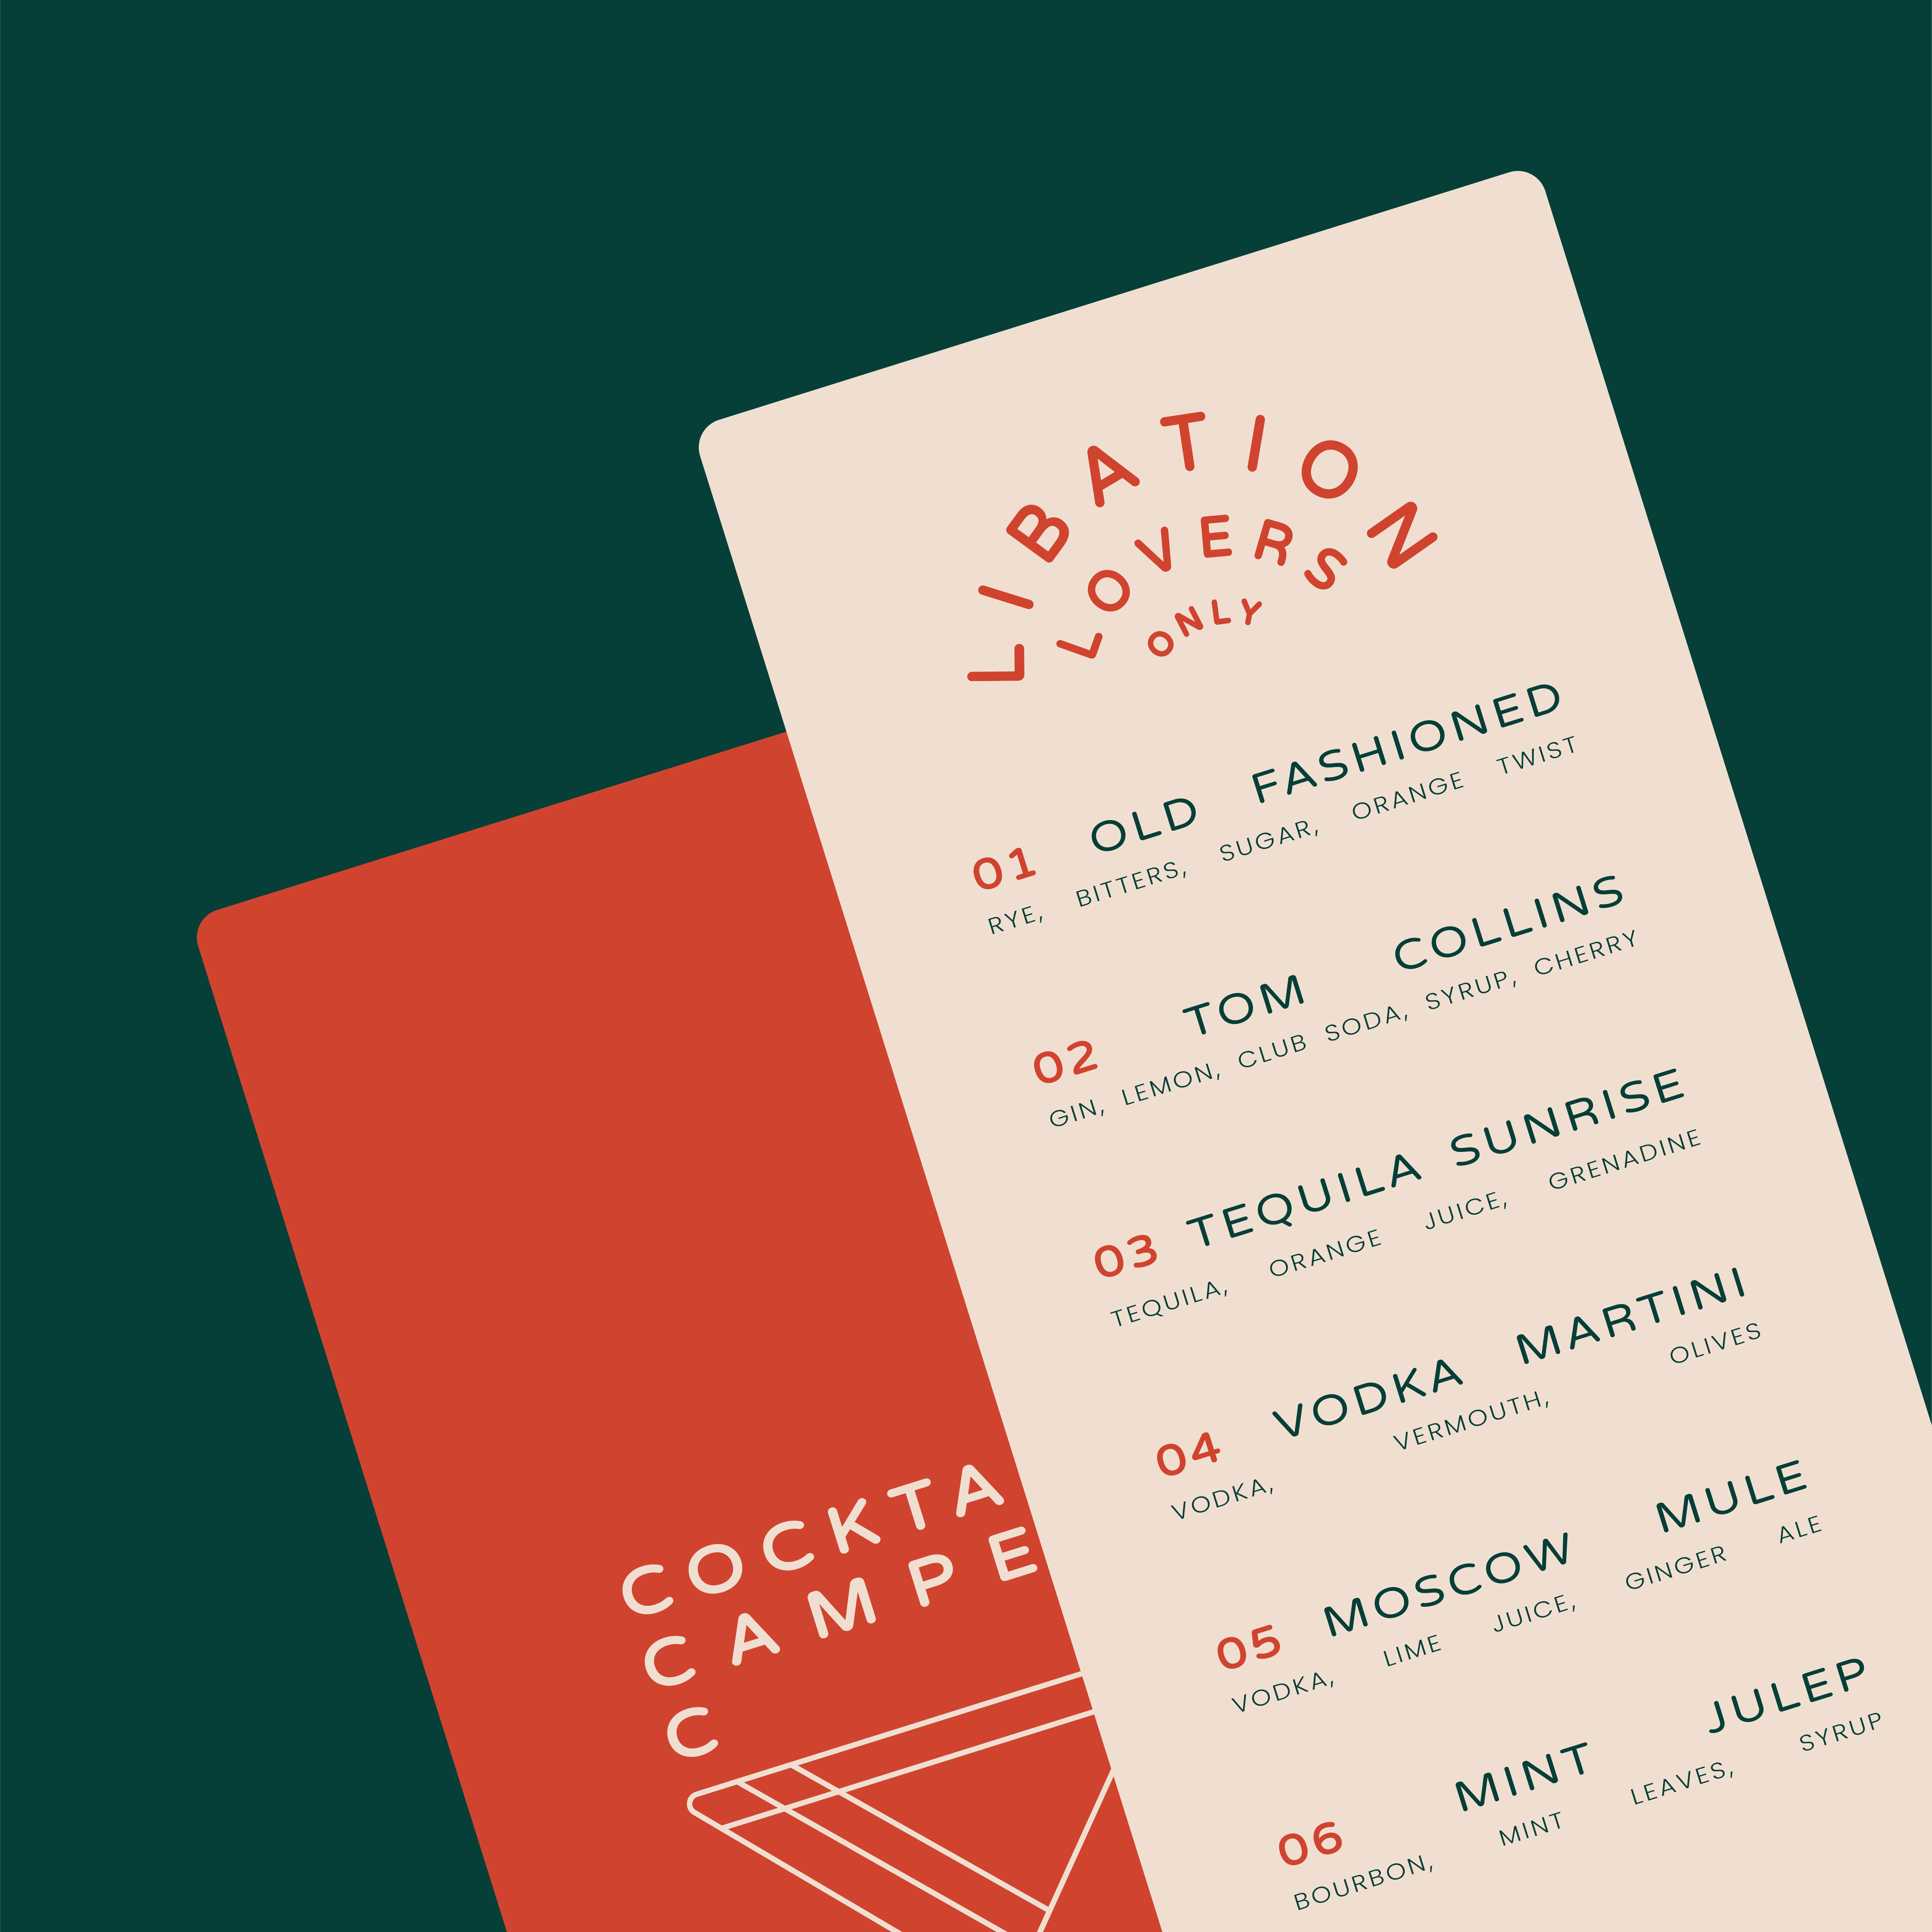 LIBATION
LOVERS
ONLY
01 OLD FASHIONED
RYE, BITTERS, SUGAR, ORANGE TWIST
02 TOM COLLINS
GIN, LEMON, CLUB SODA, SYRUP, CHERRY
03 TEQUILA SUNRISE
TEQUILA, ORANGE JUICE, GRENADINE
04 VODKA MARTINI
VODKA, VERMOUTH, OLIVES
05 MOSCOW MULE
VODKA, LIME JUICE, GINGER ALE
06 MINT JULEP
BOURBON, MINT LEAVES, SYRUP
COCKTA
CAMPE
C